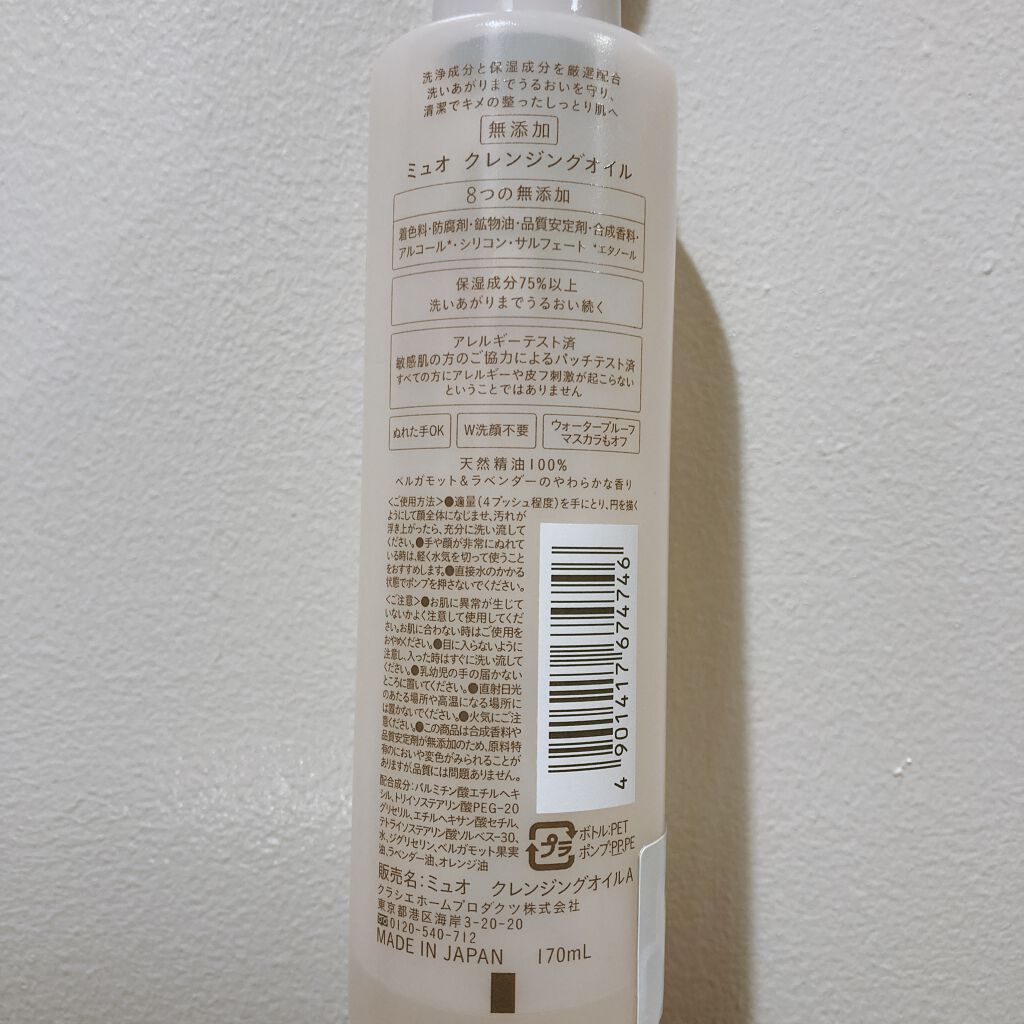 洗浄成分と保湿成分を厳選配合
洗いあがりまでうるおいを守り、
清潔でキメの整ったしっとり肌へ
無添加
ミュオ クレンジングオイル
8つの無添加
着色料・防腐剤・鉱物油・品質安定剤・合成香料・
アルコール*・シリコン・サルフェート *エタノール
保湿成分75%以上
洗いあがりまでうるおい続く
アレルギーテスト済
敏感肌の方のご協力によるパッチテスト済
すべての方にアレルギーや皮フ刺激が起こらない
ということではありません
ぬれた手OK
W洗顔不要
ウォータープルーフ
マスカラもオフ
天然精油100%
ベルガモット&ラベンダーのやわらかな香り
<ご使用方法>●適量(4プッシュ程度)を手にとり、円を描く
ようにして顔全体になじませ、汚れが
浮き上がったら、充分に洗い流して
ください。●手や顔が非常にぬれて
いる時は、軽く水気を切って使うこと
をおすすめします。●直接水のかかる
状態でポンプを押さないでください。
<ご注意>●お肌に異常が生じて
いないかよく注意して使用してくだ
さい。お肌に合わない時はご使用を
おやめください。●目に入らないように
注意し、入った時はすぐに洗い流して
ください。●乳幼児の手の届かない
ところに置いてください。●直射日光
のあたる場所や高温になる場所に
は置かないでください。●火気にご注
意ください。●この商品は合成香料や
品質安定剤が無添加のため、原料特
有のにおいや変色がみられることが
ありますが、品質には問題ありません。
配合成分:パルミチン酸エチルヘキ
シル、トリイソステアリン酸PEG-20
グリセリル、エチルヘキサン酸セチル、
テトライソステアリン酸ソルベス-30、
水、ジグリセリン、ベルガモット果実
油、ラベンダー油、オレンジ油
4 901417 674746
プラ
ボトル:PET
ポンプ:PP,PE
販売名:ミュオ クレンジングオイルA
クラシエホームプロダクツ株式会社
東京都港区海岸3-20-20
0120-540-712
MADE IN JAPAN 170mL